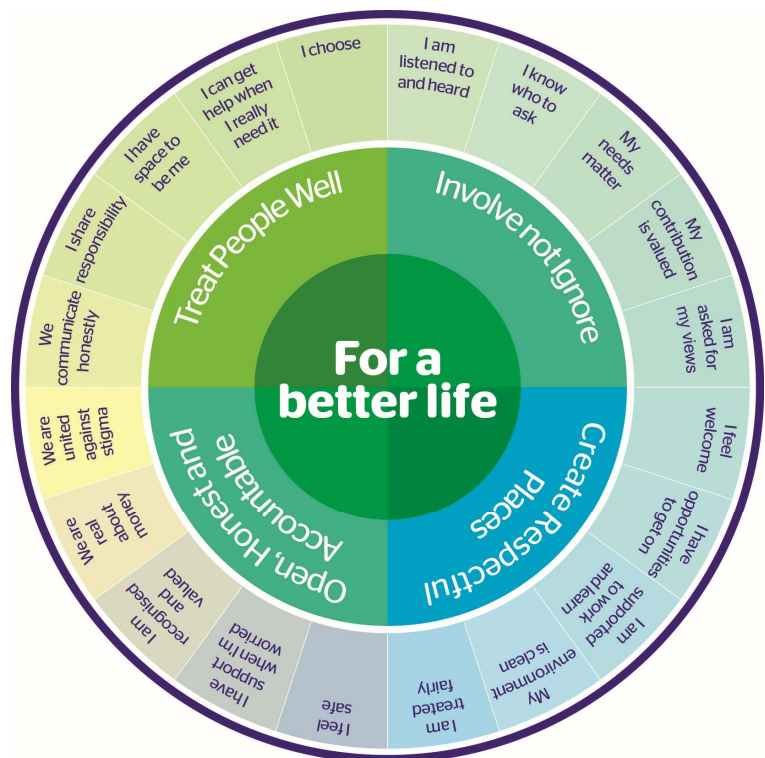 For a
better life
Treat People Well
Involve not Ignore
Create Respectful
Places
Open, Honest and
Accountable
I am
listened to
and heard
I know
who to
ask
My
needs
matter
My
contribution
is valued
I am
asked for
my views
I feel
welcome
I have
opportunities
to get on
I am
supported
to work
and learn
My
environment
is clean
I am
treated
fairly
I feel
safe
I have
support
when I'm
worried
I am
recognised
and
valued
We are
real
about
money
We are
united
against
stigma
We
communicate
honestly
I share
responsibility
I have
space to
be me
I can get
help when
I really
need it
I choose